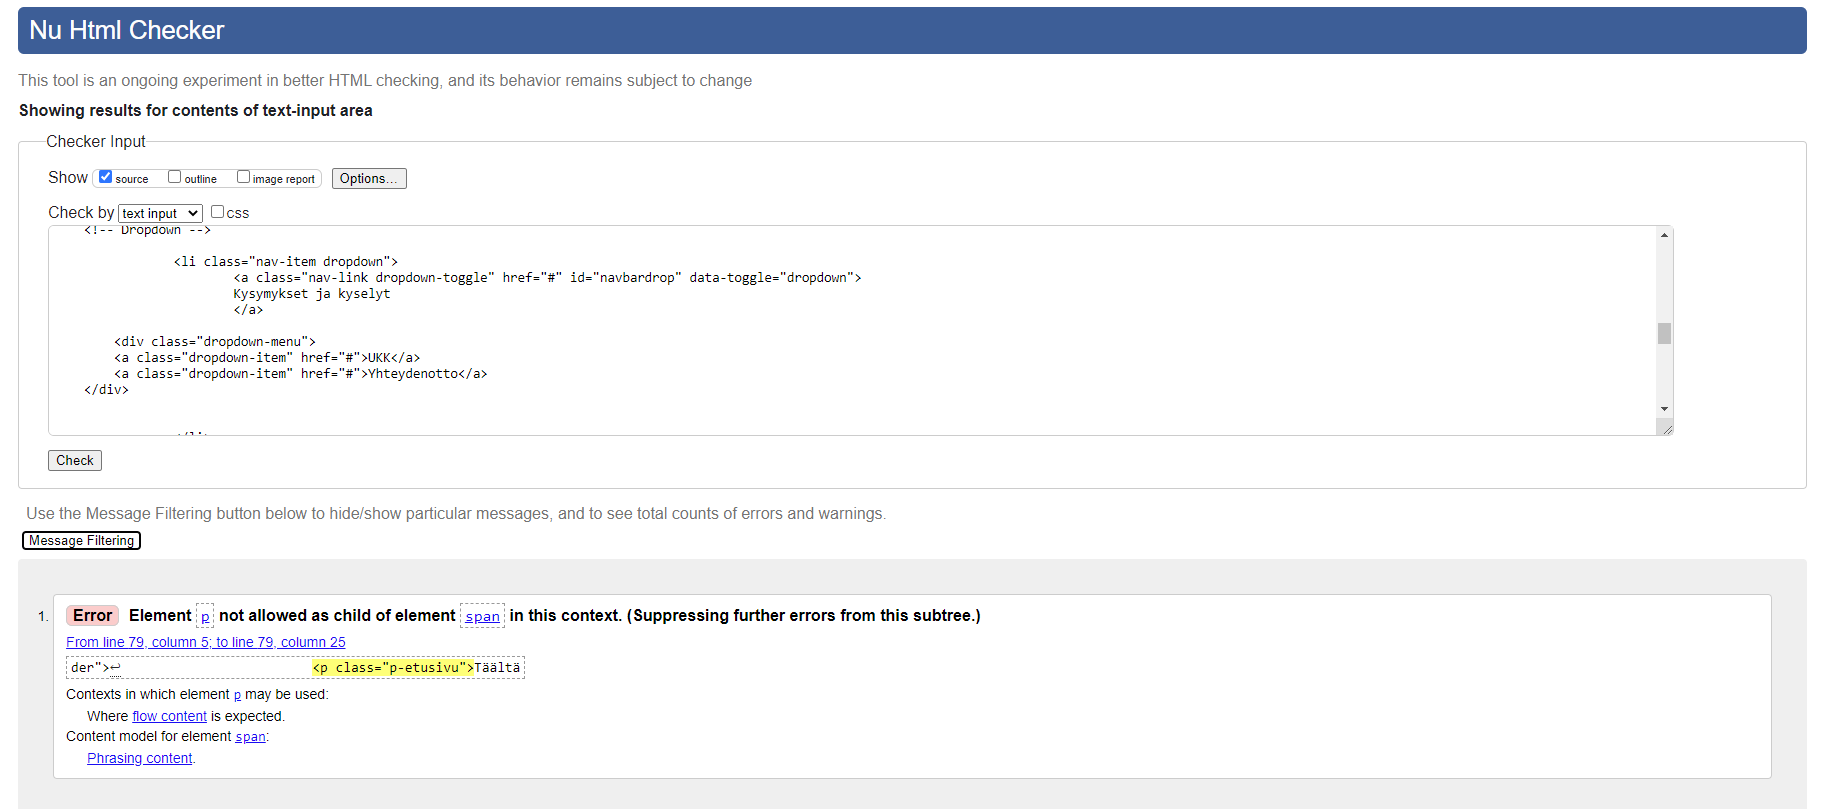 Nu Html Checker
This tool is an ongoing experiment in better HTML checking, and its behavior remains subject to change
Showing results for contents of text-input area
Checker Input
Show source outline image report Options...
Check by text input css
<!-- Dropdown -->
<li class="nav-item dropdown">
<a class="nav-link dropdown-toggle" href="#" id="navbardrop" data-toggle="dropdown">
Kysymykset ja kyselyt
</a>
<div class="dropdown-menu">
<a class="dropdown-item" href="#">UKK</a>
<a class="dropdown-item" href="#">Yhteydenotto</a>
</div>
Check
Use the Message Filtering button below to hide/show particular messages, and to see total counts of errors and warnings.
Message Filtering
1. Error Element p not allowed as child of element span in this context. (Suppressing further errors from this subtree.)
From line 79, column 5; to line 79, column 25
der">↩ <p class="p-etusivu">Täältä
Contexts in which element p may be used:
Where flow content is expected.
Content model for element span:
Phrasing content.